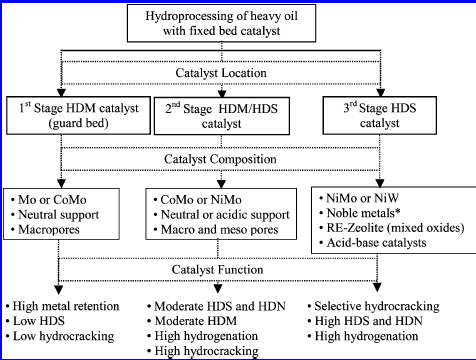 Hydroprocessing of heavy oil
with fixed bed catalyst
Catalyst Location
1st Stage HDM catalyst
(guard bed)
2nd Stage HDM/HDS
catalyst
3rd Stage HDS
catalyst
Catalyst Composition
• Mo or CoMo
• Neutral support
• Macropores
• CoMo or NiMo
• Neutral or acidic support
• Macro and meso pores
• NiMo or NiW
• Noble metals*
• RE-Zeolite (mixed oxides)
• Acid-base catalysts
Catalyst Function
• High metal retention
• Low HDS
• Low hydrocracking
• Moderate HDS and HDN
• Moderate HDM
• High hydrogenation
• High hydrocracking
• Selective hydrocracking
• High HDS and HDN
• High hydrogenation